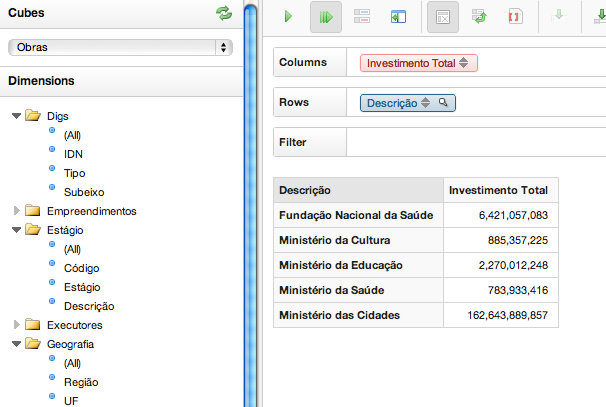 Cubes
Obras
Dimensions
Digs
(All)
IDN
Tipo
Subeixo
Empreendimentos
Estágio
(All)
Código
Estágio
Descrição
Executores
Geografia
(All)
Região
UF
Columns
Investimento Total
Rows
Descrição
Filter
Descrição Investimento Total
Fundação Nacional da Saúde 6,421,057,083
Ministério da Cultura 885,357,225
Ministério da Educação 2,270,012,248
Ministério da Saúde 783,933,416
Ministério das Cidades 162,643,889,857